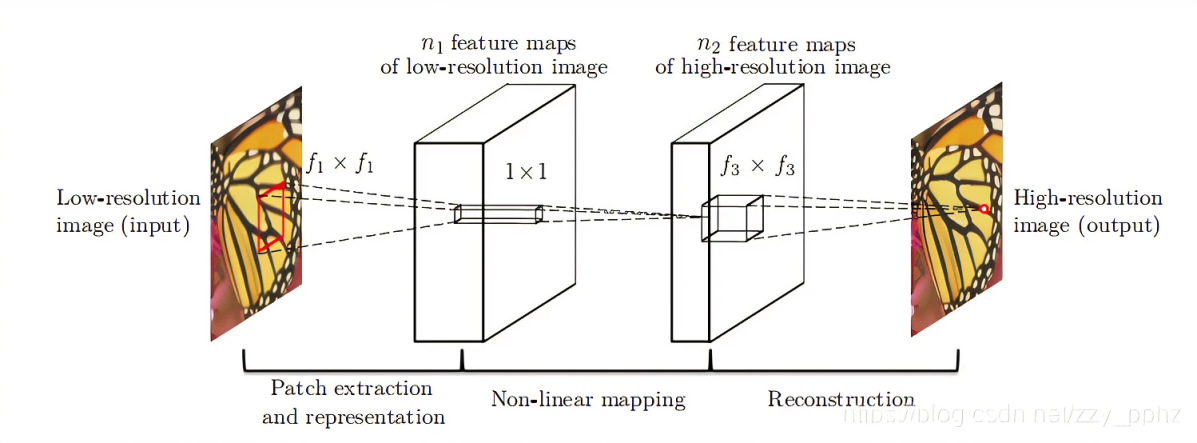 n₁ feature maps
of low-resolution image
n₂ feature maps
of high-resolution image
f₁ × f₁
1×1
f₃ × f₃
Low-resolution
image (input)
High-resolution
image (output)
Patch extraction
and representation
Non-linear mapping
Reconstruction
https://blog.csdn.net/zzy_pphz